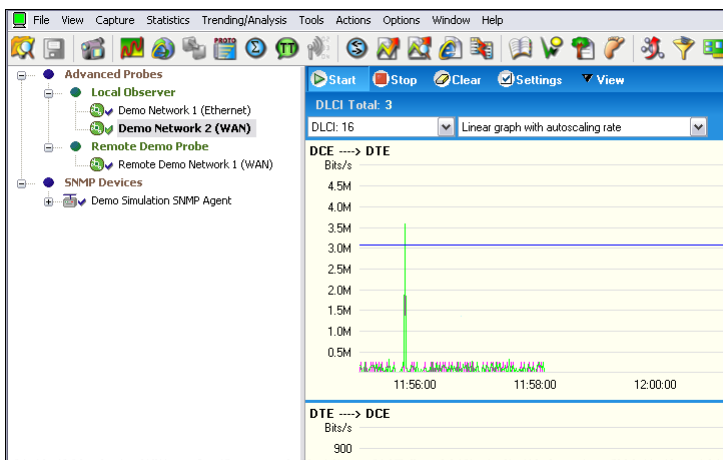 File View Capture Statistics Trending/Analysis Tools Actions Options Window Help
PROTO
TT
Advanced Probes
Local Observer
Demo Network 1 (Ethernet)
Demo Network 2 (WAN)
Remote Demo Probe
Remote Demo Network 1 (WAN)
SNMP Devices
Demo Simulation SNMP Agent
Start Stop Clear Settings View
DLCI Total: 3
DLCI: 16 Linear graph with autoscaling rate
DCE ----> DTE
Bits/s
4.5M
4.0M
3.5M
3.0M
2.5M
2.0M
1.5M
1.0M
0.5M
11:56:00 11:58:00 12:00:00
DTE ----> DCE
Bits/s
900